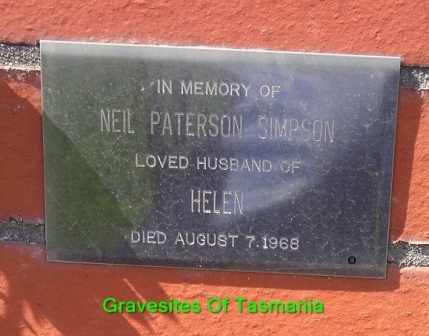 IN MEMORY OF
NEIL PATERSON SIMPSON
LOVED HUSBAND OF
HELEN
DIED AUGUST 7.1968
Gravesites Of Tasmania